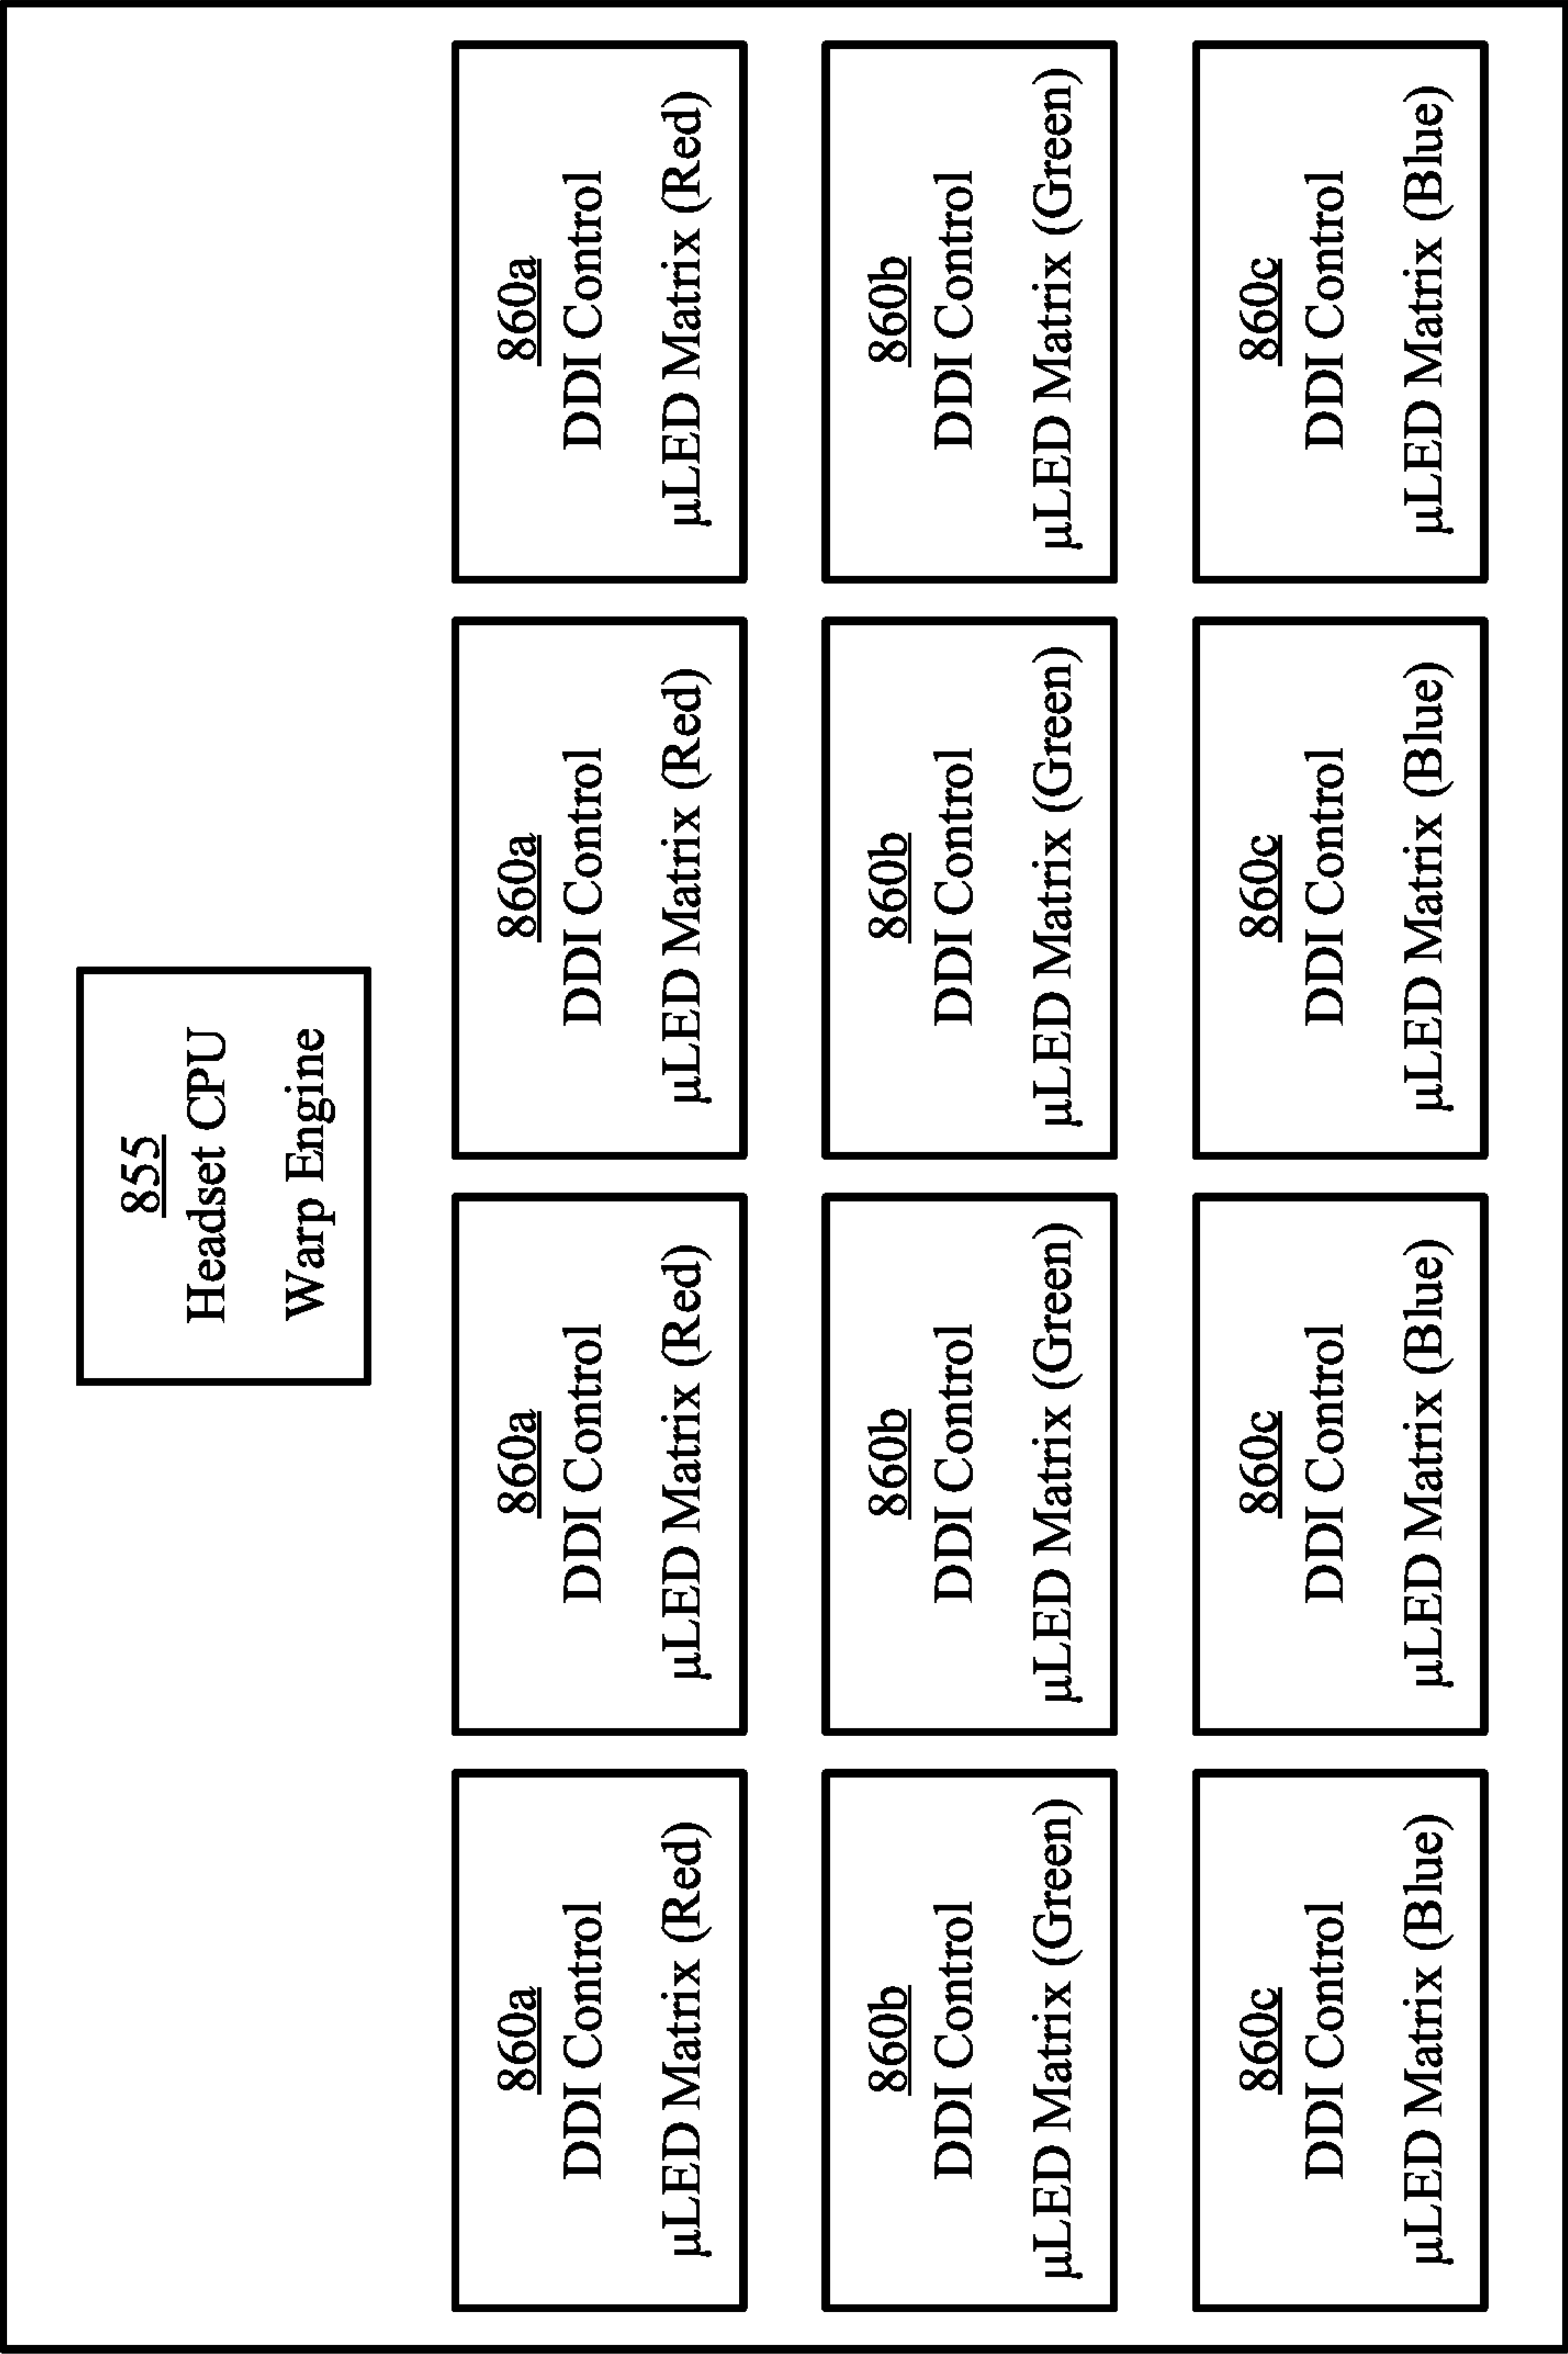 855
Headset CPU
Warp Engine
860a
DDI Control
µLED Matrix (Red)
860a
DDI Control
µLED Matrix (Red)
860a
DDI Control
µLED Matrix (Red)
860a
DDI Control
µLED Matrix (Red)
860b
DDI Control
µLED Matrix (Green)
860b
DDI Control
µLED Matrix (Green)
860b
DDI Control
µLED Matrix (Green)
860b
DDI Control
µLED Matrix (Green)
860c
DDI Control
µLED Matrix (Blue)
860c
DDI Control
µLED Matrix (Blue)
860c
DDI Control
µLED Matrix (Blue)
860c
DDI Control
µLED Matrix (Blue)